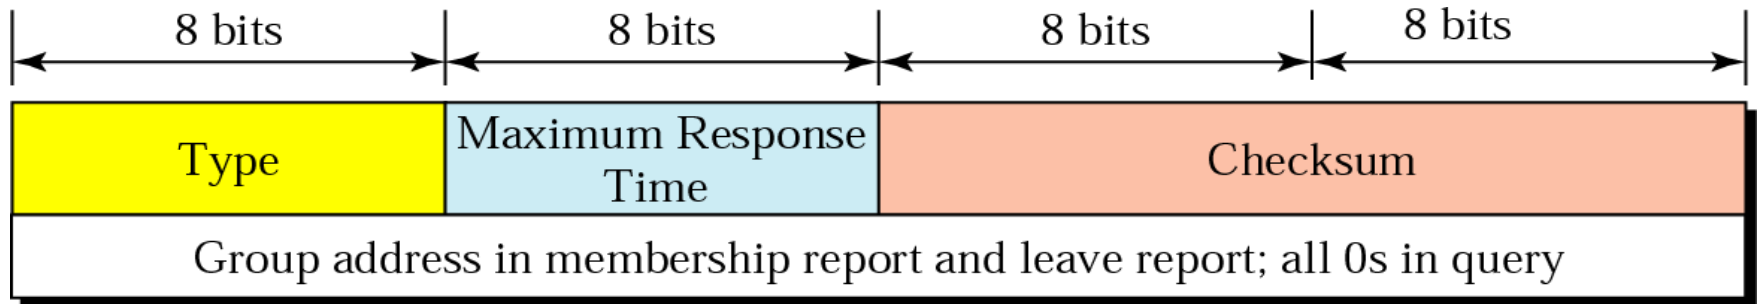 8 bits 8 bits 8 bits 8 bits
Type Maximum Response Time Checksum
Group address in membership report and leave report; all 0s in query